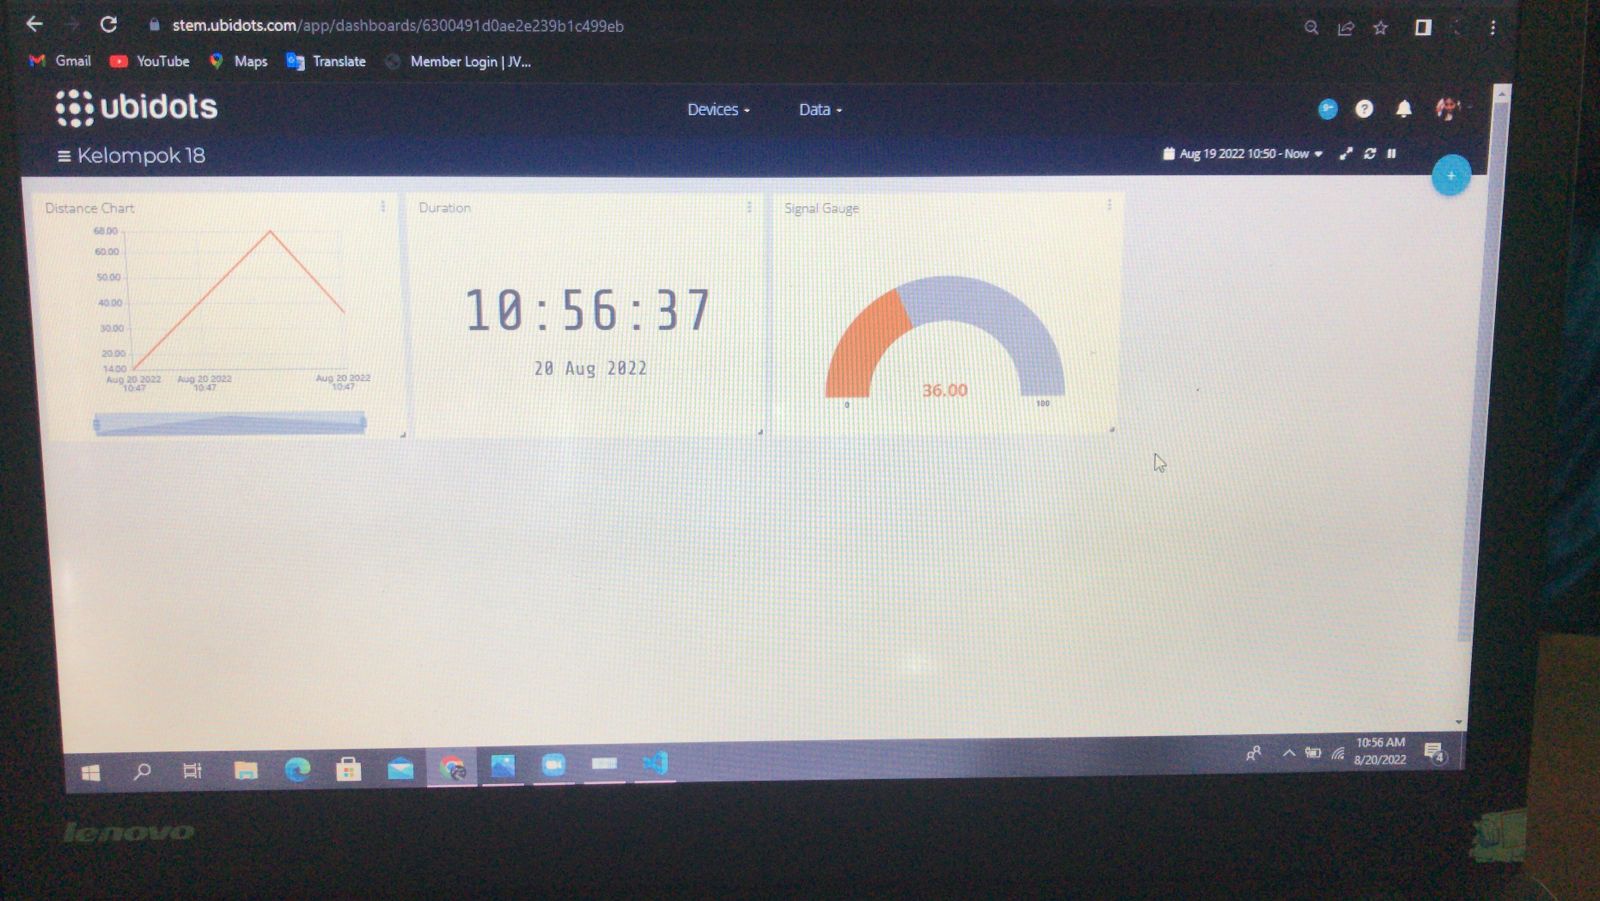 stem.ubidots.com/app/dashboards/6300491d0ae2e239b1c499eb
Gmail YouTube Maps Translate Member Login | JV...
ubidots Devices Data
Kelompok 18 Aug 19 2022 10:50 - Now
Distance Chart
68.00
60.00
50.00
40.00
30.00
20.00
14.00
Aug 20 2022 Aug 20 2022 Aug 20 2022
10:47 10:47 10:47
Duration
10:56:37
20 Aug 2022
Signal Gauge
36.00
0 100
10:56 AM
8/20/2022
4
lenovo